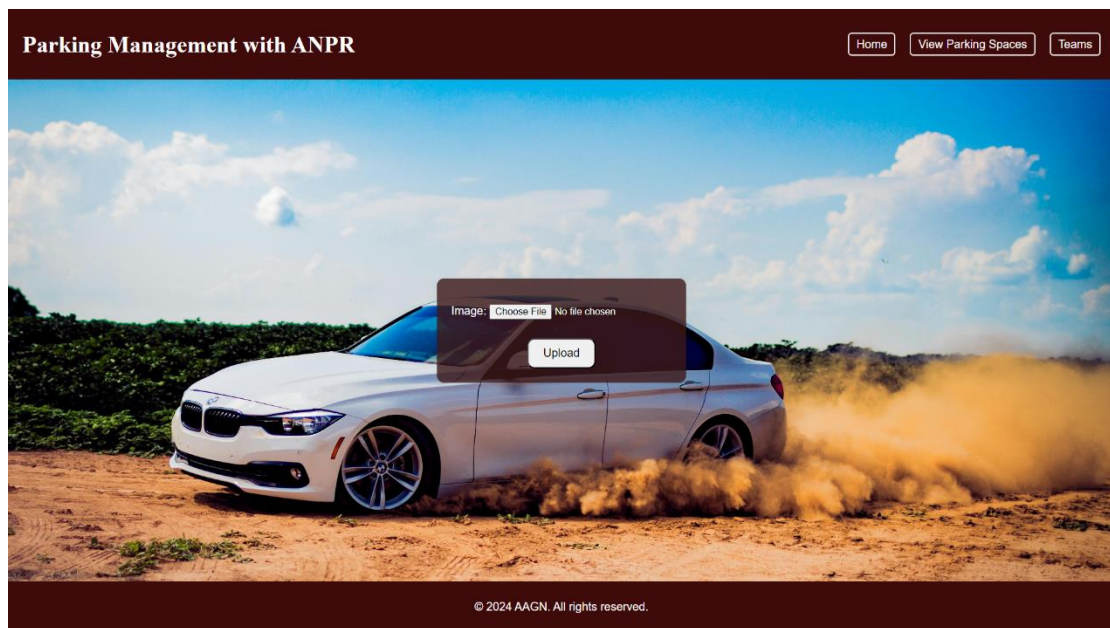 Parking Management with ANPR
Home
View Parking Spaces
Teams
Image: Choose File No file chosen
Upload
© 2024 AAGN. All rights reserved.